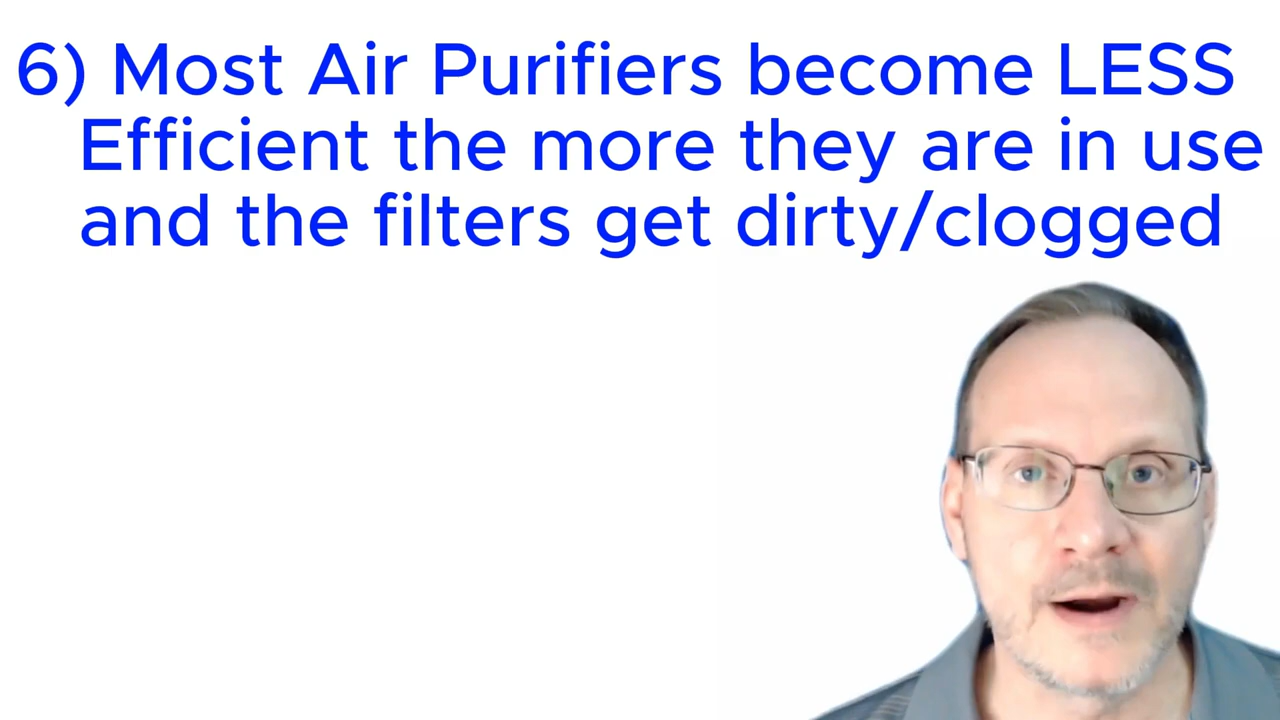 6) Most Air Purifiers become LESS
Efficient the more they are in use
and the filters get dirty/clogged